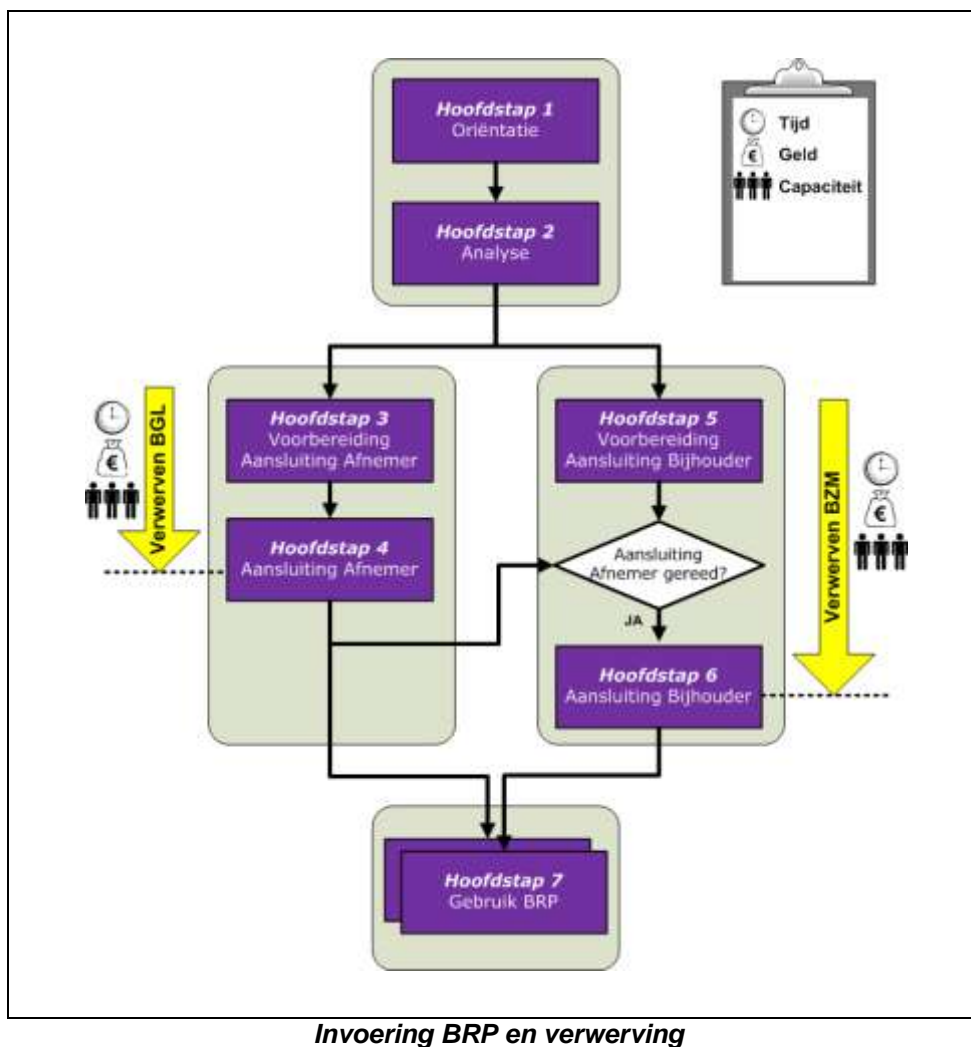 Hoofdstap 1
Oriëntatie
Tijd
€ Geld
Capaciteit
Hoofdstap 2
Analyse
Verwerven BGL
€
Hoofdstap 3
Voorbereiding
Aansluiting Afnemer
Hoofdstap 4
Aansluiting Afnemer
Hoofdstap 5
Voorbereiding
Aansluiting Bijhouder
Aansluiting
Afnemer gereed?
JA
Hoofdstap 6
Aansluiting Bijhouder
Verwerven BZM
€
Hoofdstap 7
Gebruik BRP
Invoering BRP en verwerving